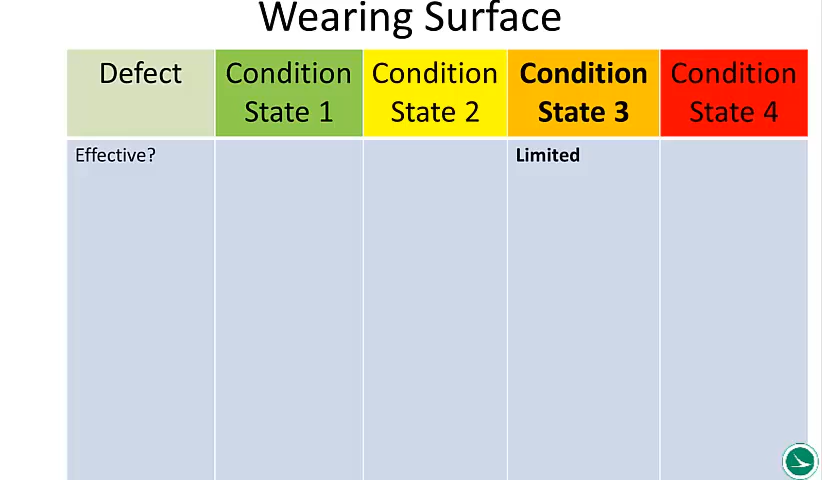 Wearing Surface
Defect
Condition State 1
Condition State 2
Condition State 3
Condition State 4
Effective?
Limited